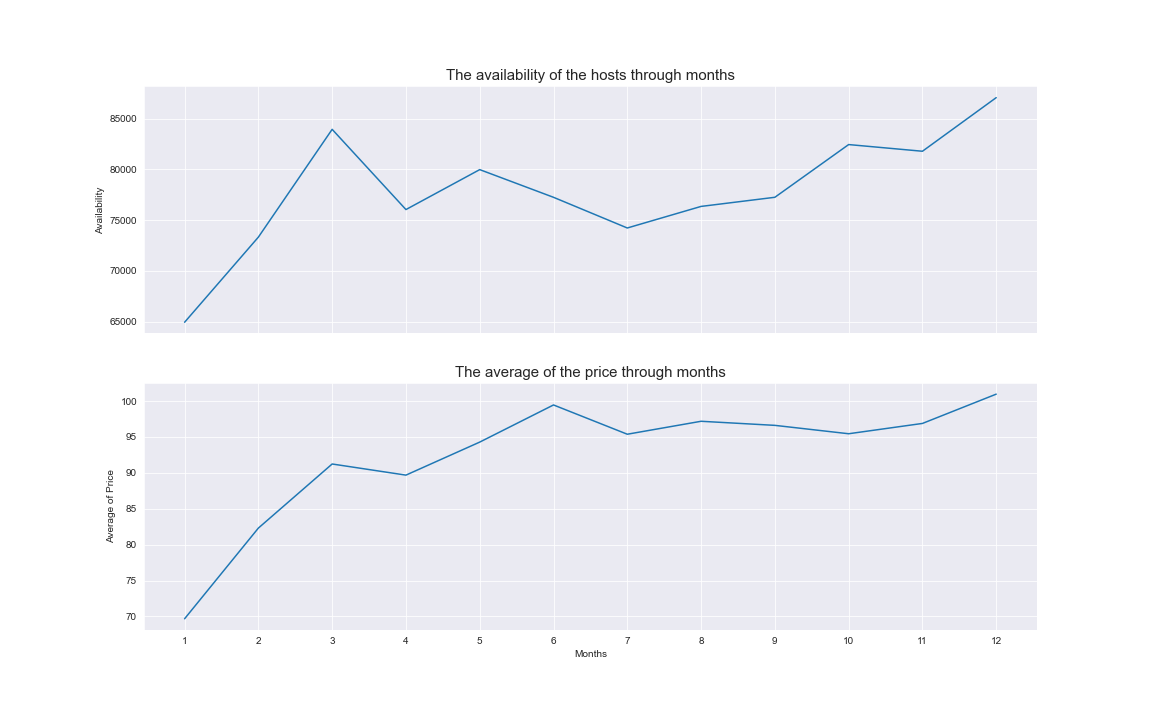 The availability of the hosts through months
85000
80000
75000
70000
65000
Availability
The average of the price through months
100
95
90
85
80
75
70
Average of Price
1 2 3 4 5 6 7 8 9 10 11 12
Months